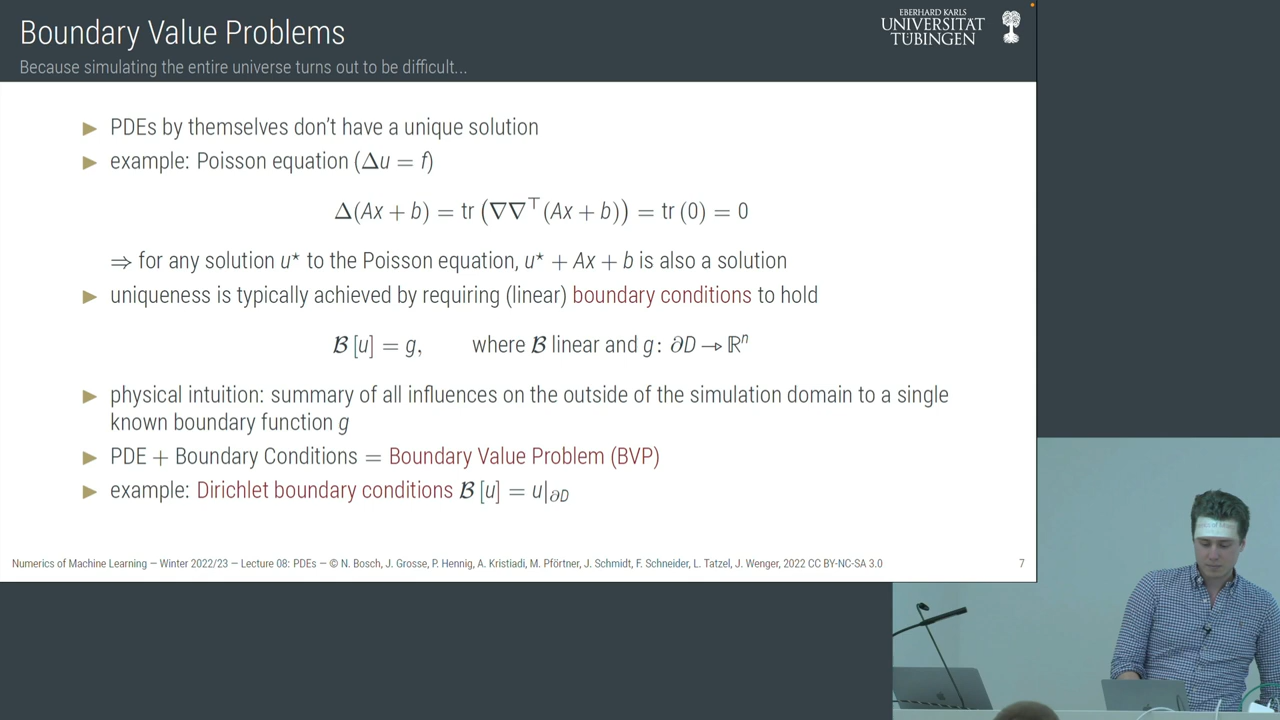 Boundary Value Problems
Because simulating the entire universe turns out to be difficult...
EBERHARD KARLS
UNIVERSITÄT
TÜBINGEN
▶ PDEs by themselves don't have a unique solution
▶ example: Poisson equation (Δu = f)
Δ(Ax + b) = tr (∇∇⊤(Ax + b)) = tr (0) = 0
⇒ for any solution u⋆ to the Poisson equation, u⋆ + Ax + b is also a solution
▶ uniqueness is typically achieved by requiring (linear) boundary conditions to hold
𝓑 [u] = g, where 𝓑 linear and g: ∂D → ℝⁿ
▶ physical intuition: summary of all influences on the outside of the simulation domain to a single
known boundary function g
▶ PDE + Boundary Conditions = Boundary Value Problem (BVP)
▶ example: Dirichlet boundary conditions 𝓑 [u] = u|∂D
Numerics of Machine Learning — Winter 2022/23 — Lecture 08: PDEs — © N. Bosch, J. Grosse, P. Hennig, A. Kristiadi, M. Pförtner, J. Schmidt, F. Schneider, L. Tatzel, J. Wenger, 2022 CC BY-NC-SA 3.0
7